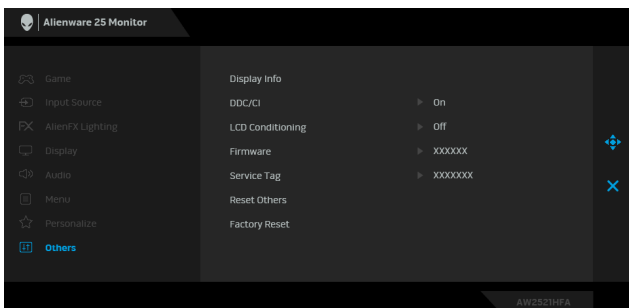 Alienware 25 Monitor
Game
Input Source
AlienFX Lighting
Display
Audio
Menu
Personalize
Others
Display Info
DDC/CI On
LCD Conditioning Off
Firmware XXXXXX
Service Tag XXXXXXX
Reset Others
Factory Reset
AW2521HFA